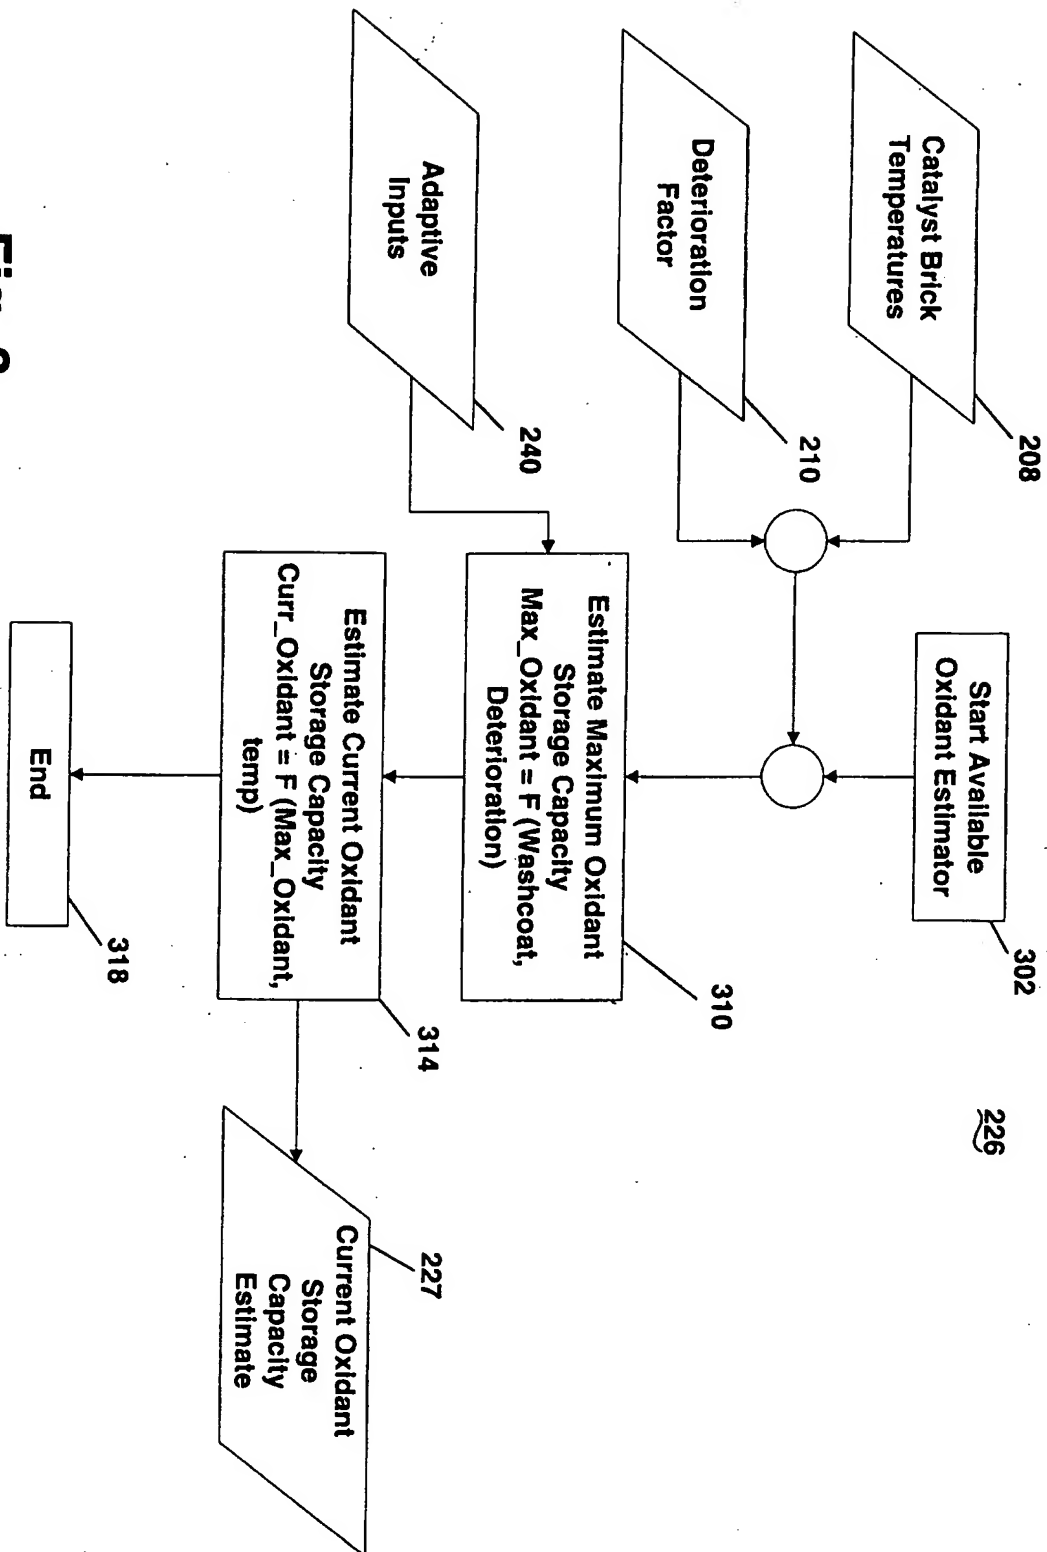 226
Start Available
Oxidant Estimator
302
Catalyst Brick
Temperatures
208
Deterioration
Factor
210
Adaptive
Inputs
240
Estimate Maximum Oxidant
Storage Capacity
Max_Oxidant = F (Washcoat,
Deterioration)
310
Estimate Current Oxidant
Storage Capacity
Curr_Oxidant = F (Max_Oxidant,
temp)
314
Current Oxidant
Storage
Capacity
Estimate
227
End
318